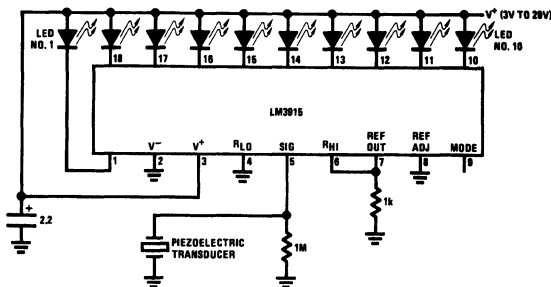 V+ (3V TO 20V)
LED NO. 1
LED NO. 10
18 17 16 15 14 13 12 11 10
LM3915
V− V+ RLO SIG RHI REF OUT REF ADJ MODE
1 2 3 4 5 6 7 8 9
+
2.2
PIEZOELECTRIC TRANSDUCER
1M
1k